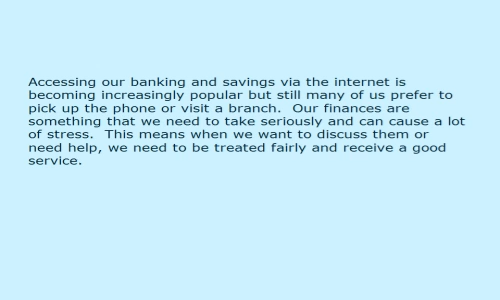 Accessing our banking and savings via the internet is
becoming increasingly popular but still many of us prefer to
pick up the phone or visit a branch.  Our finances are
something that we need to take seriously and can cause a lot
of stress.  This means when we want to discuss them or
need help, we need to be treated fairly and receive a good
service.